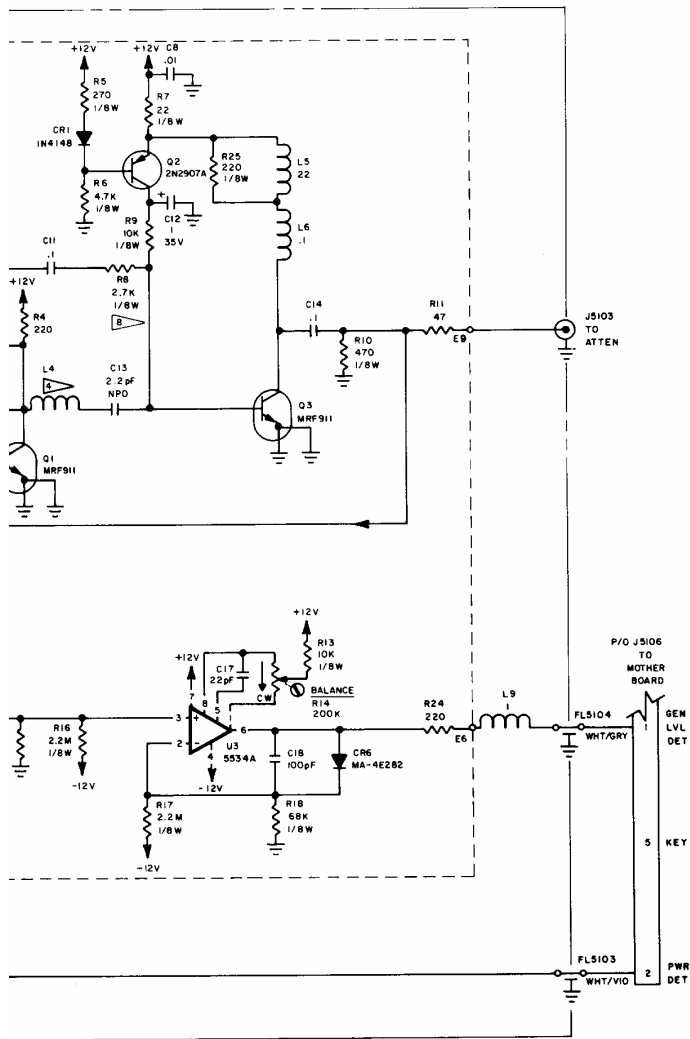 +12V
R5
270
1/8W
CR1
1N4148
R6
4.7K
1/8W
+12V
C8
.01
R7
22
1/8W
Q2
2N2907A
R25
220
1/8W
L5
22
L6
.1
+
C12
1
35V
R9
10K
1/8W
C11
.1
R8
2.7K
1/8W
8
+12V
R4
220
L4
4
C13
2.2pF
NPO
Q1
MRF911
C14
.1
R10
470
1/8W
R11
47
E9
J5103
TO
ATTEN
Q3
MRF911
+12V
R13
10K
1/8W
+12V
C17
22pF
CW
BALANCE
R14
200K
7
8
5
1
3
+
2
-
6
4
U3
5534A
-12V
R16
2.2M
1/8W
-12V
R17
2.2M
1/8W
-12V
C18
100pF
R18
68K
1/8W
CR6
MA-4E282
R24
220
E6
L9
FL5104
WHT/GRY
P/O J5106
TO
MOTHER
BOARD
1
GEN
LVL
DET
5
KEY
FL5103
WHT/VIO
2
PWR
DET